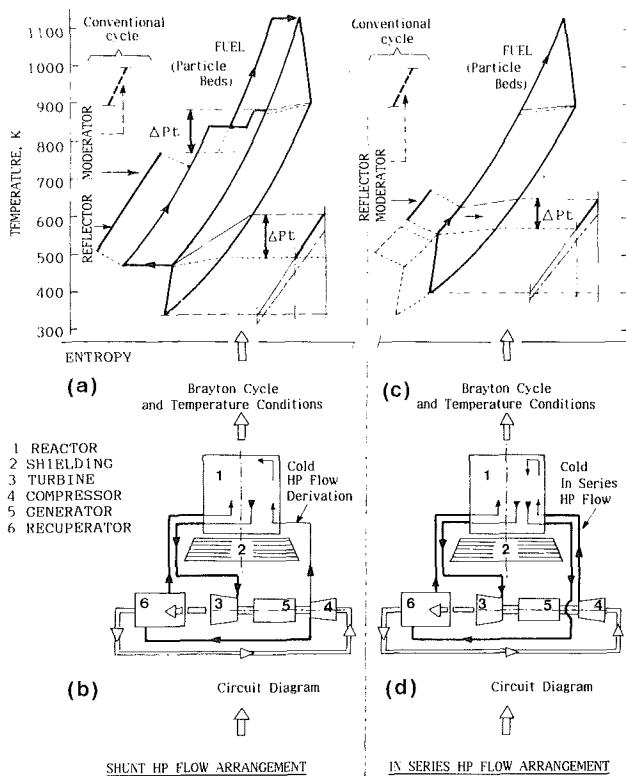 Conventional
cycle
FUEL
(Particle
Beds)
ΔPt
MODERATOR
REFLECTOR
ΔPt
TEMPERATURE, K
1100
1000
900
800
700
600
500
400
300
ENTROPY
(a)
Brayton Cycle
and Temperature Conditions
Conventional
cycle
FUEL
(Particle
Beds)
REFLECTOR
MODERATOR
ΔPt
(c)
Brayton Cycle
and Temperature Conditions
1 REACTOR
2 SHIELDING
3 TURBINE
4 COMPRESSOR
5 GENERATOR
6 RECUPERATOR
1
Cold
HP Flow
Derivation
2
6
3
5
4
(b)
Circuit Diagram
SHUNT HP FLOW ARRANGEMENT
1
Cold
In Series
HP Flow
2
6
3
5
4
(d)
Circuit Diagram
IN SERIES HP FLOW ARRANGEMENT